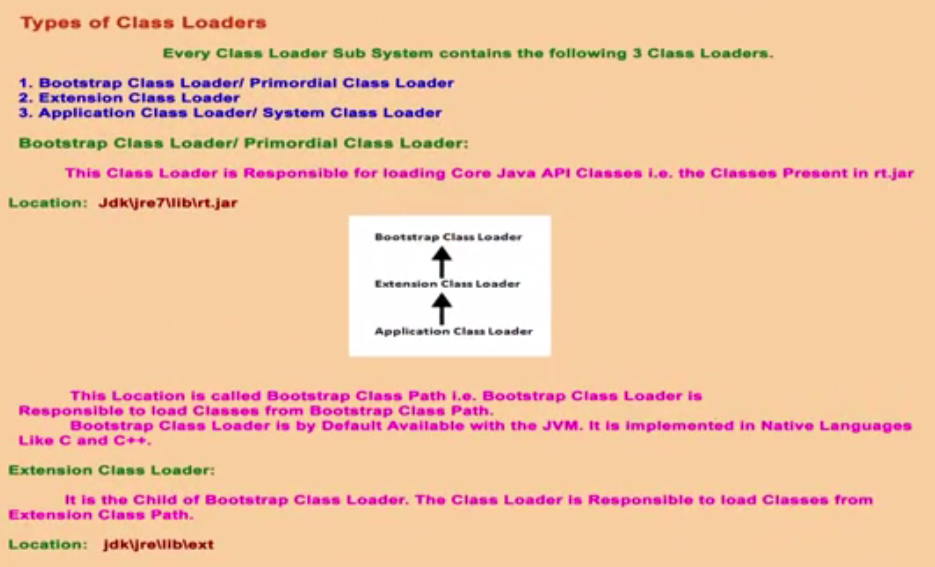 Types of Class Loaders
Every Class Loader Sub System contains the following 3 Class Loaders.
1. Bootstrap Class Loader/ Primordial Class Loader
2. Extension Class Loader
3. Application Class Loader/ System Class Loader
Bootstrap Class Loader/ Primordial Class Loader:
This Class Loader is Responsible for loading Core Java API Classes i.e. the Classes Present in rt.jar
Location: Jdk\jre7\lib\rt.jar
Bootstrap Class Loader
Extension Class Loader
Application Class Loader
This Location is called Bootstrap Class Path i.e. Bootstrap Class Loader is
Responsible to load Classes from Bootstrap Class Path.
Bootstrap Class Loader is by Default Available with the JVM. It is implemented in Native Languages
Like C and C++.
Extension Class Loader:
It is the Child of Bootstrap Class Loader. The Class Loader is Responsible to load Classes from
Extension Class Path.
Location: jdk\jre\lib\ext